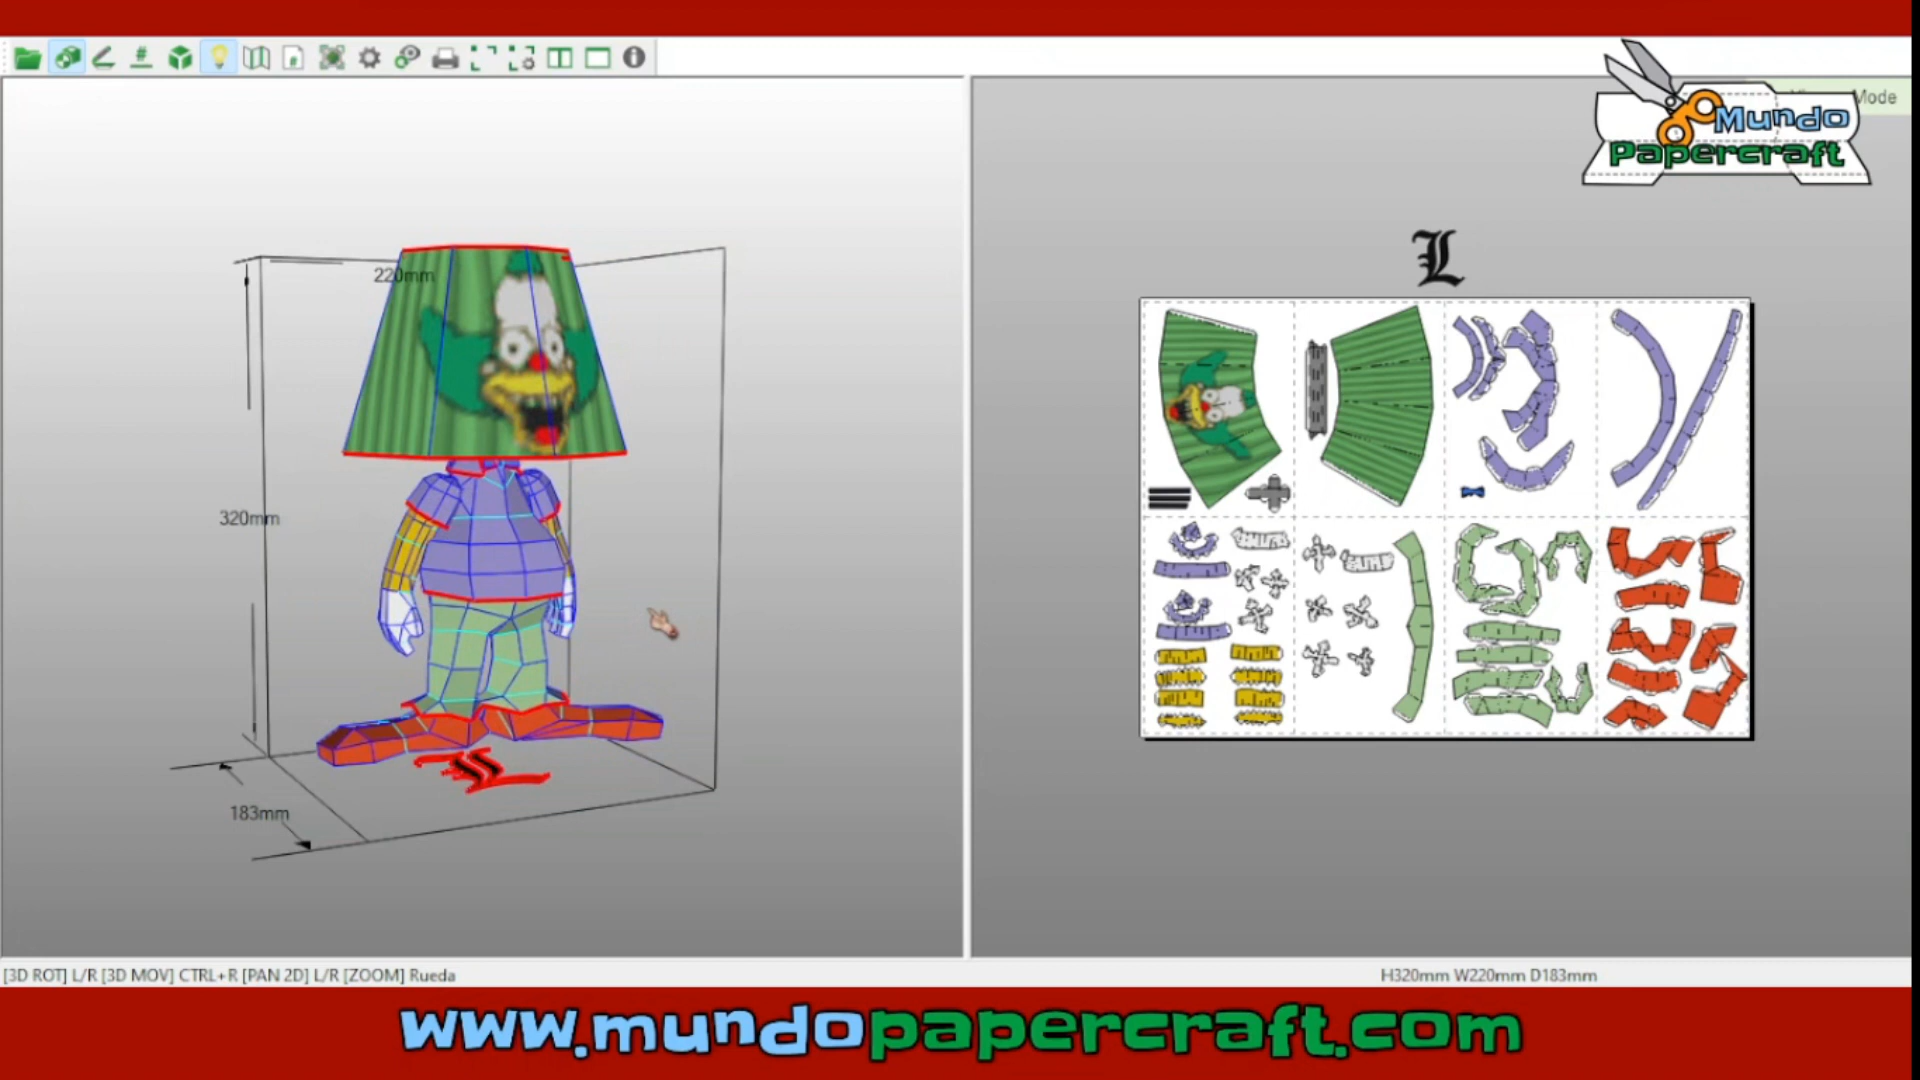 Mode
Mundo
Papercraft
220mm
L
320mm
183mm
L
[3D ROT] L/R [3D MOV] CTRL+R [PAN 2D] L/R [ZOOM] Rueda
H320mm W220mm D183mm
www.mundopapercraft.com